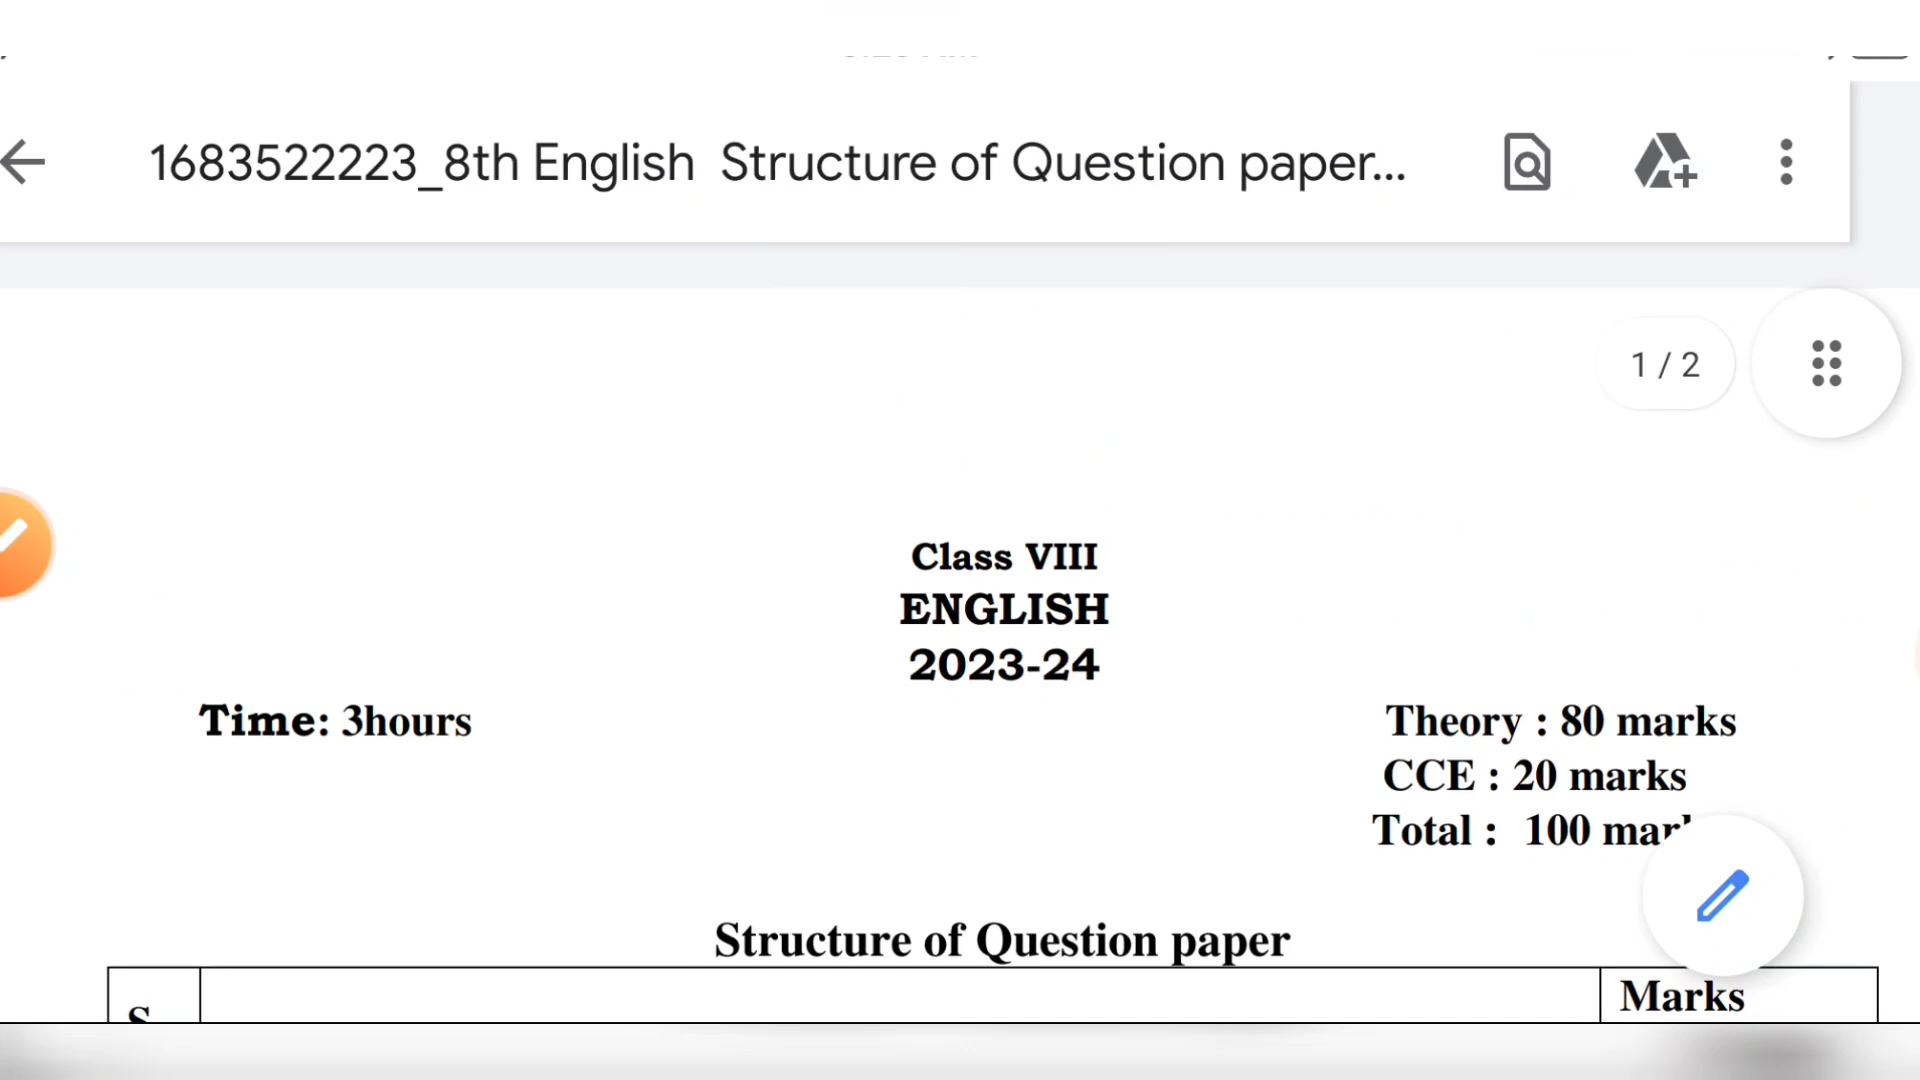 1683522223_8th English Structure of Question paper...
1 / 2
Class VIII
ENGLISH
2023-24
Time: 3hours
Theory : 80 marks
CCE : 20 marks
Total : 100
Structure of Question paper
Marks